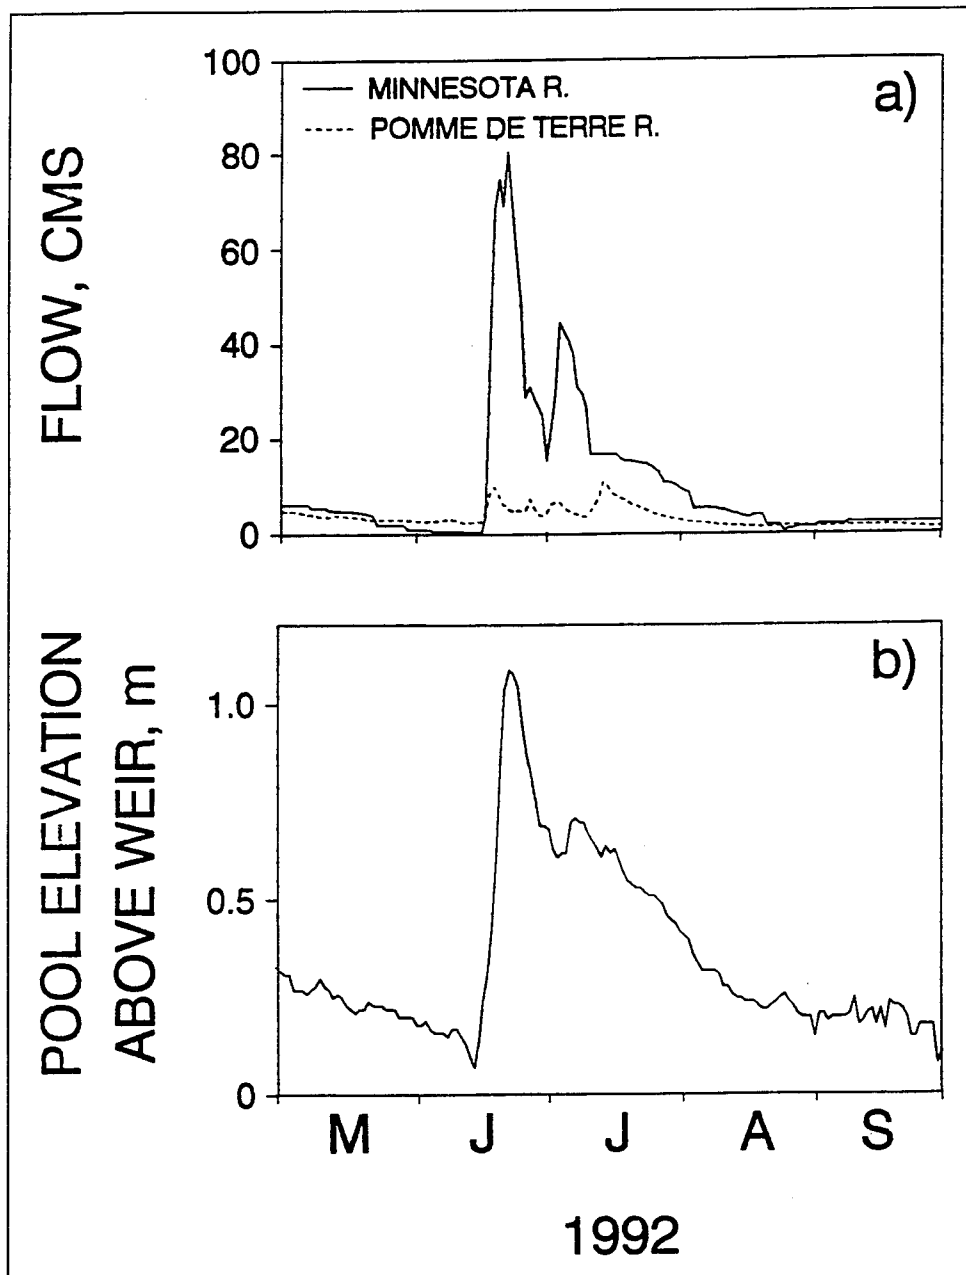 a)
MINNESOTA R.
POMME DE TERRE R.
FLOW, CMS
100
80
60
40
20
0
b)
POOL ELEVATION
ABOVE WEIR, m
1.0
0.5
0
M J J A S
1992